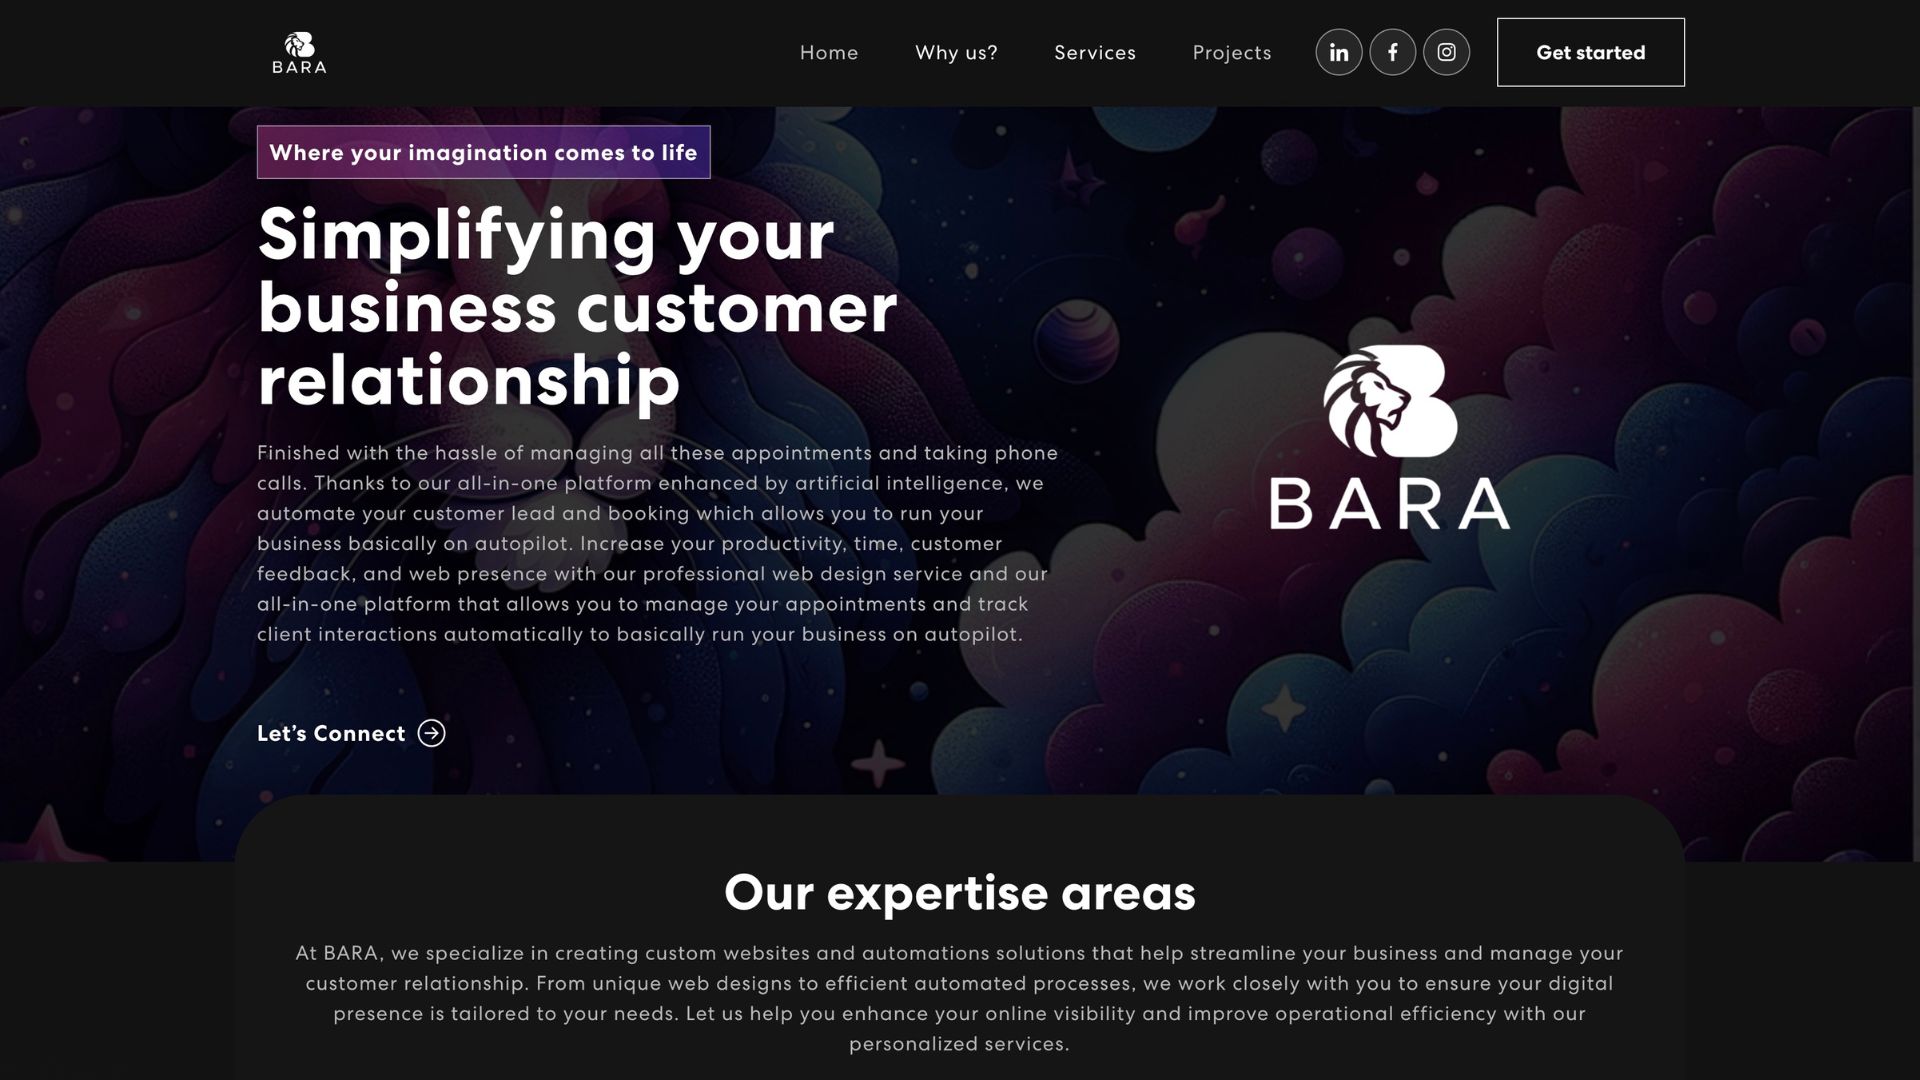 BARA
Home
Why us?
Services
Projects
in
f
Get started
Where your imagination comes to life
Simplifying your
business customer
relationship
Finished with the hassle of managing all these appointments and taking phone
calls. Thanks to our all-in-one platform enhanced by artificial intelligence, we
automate your customer lead and booking which allows you to run your
business basically on autopilot. Increase your productivity, time, customer
feedback, and web presence with our professional web design service and our
all-in-one platform that allows you to manage your appointments and track
client interactions automatically to basically run your business on autopilot.
Let’s Connect
B
BARA
Our expertise areas
At BARA, we specialize in creating custom websites and automations solutions that help streamline your business and manage your
customer relationship. From unique web designs to efficient automated processes, we work closely with you to ensure your digital
presence is tailored to your needs. Let us help you enhance your online visibility and improve operational efficiency with our
personalized services.